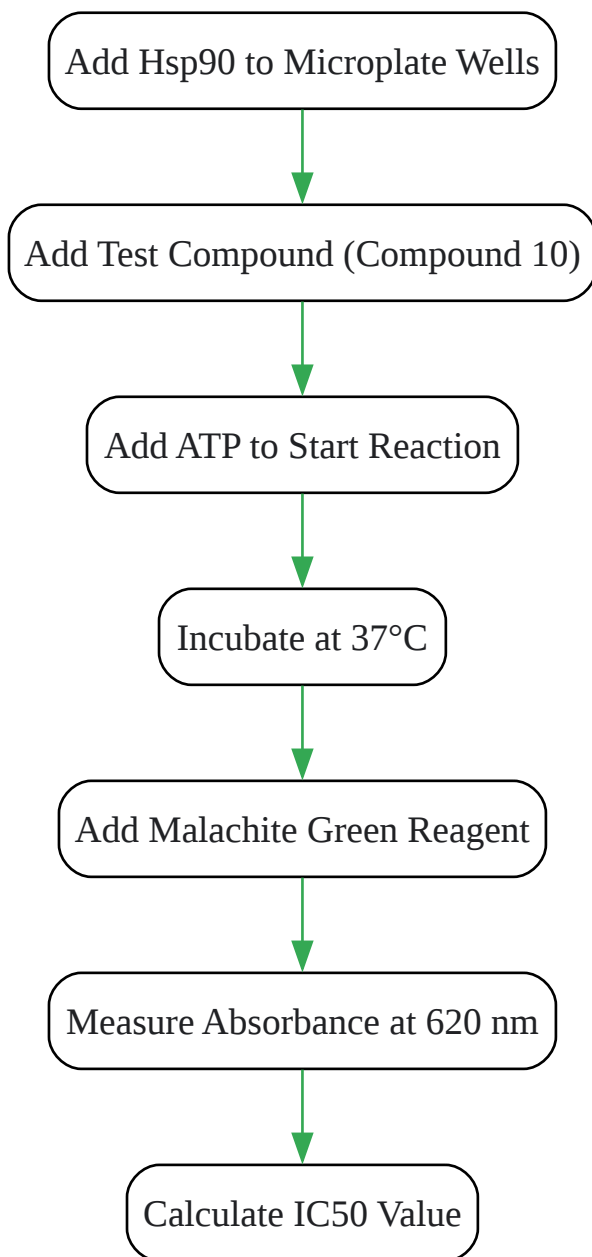 Add Hsp90 to Microplate Wells
Add Test Compound (Compound 10)
Add ATP to Start Reaction
Incubate at 37°C
Add Malachite Green Reagent
Measure Absorbance at 620 nm
Calculate IC50 Value